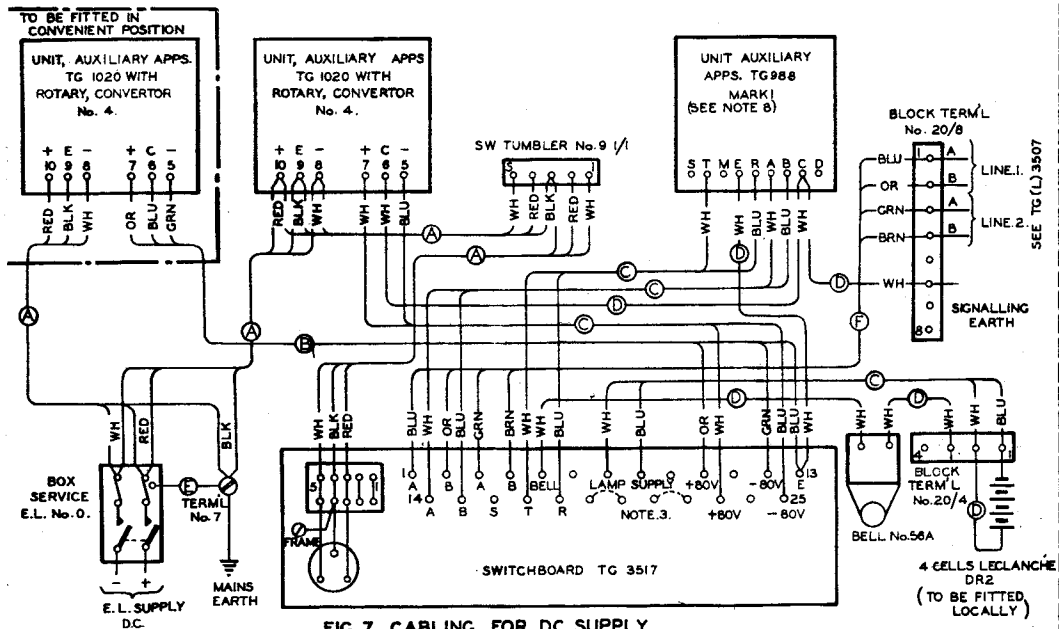 TO BE FITTED IN
CONVENIENT POSITION
UNIT, AUXILIARY APPS.
TG 1020 WITH
ROTARY, CONVERTOR
No. 4.
+ E - + C -
10 9 8 7 6 5
RED BLK WH OR BLU GRN
UNIT, AUXILIARY APPS
TG 1020 WITH
ROTARY, CONVERTOR
No. 4.
+ E - + C -
10 9 8 7 6 5
RED BLK WH WH WH BLU
SW TUMBLER No.9 1/1
5 1
WH RED BLK RED WH
UNIT AUXILIARY
APPS. TG988
MARK I
(SEE NOTE 8)
S T M E R A B C D
WH WH BLU WH BLU WH
BLOCK TERM'L
No. 20/8
1
BLU A
LINE.1.
OR B
GRN A
LINE.2.
BRN B
WH
SIGNALLING
EARTH
8
SEE TG(L) 3507
A A A A
B
C C C C
D D D D D
E
F
WH RED BLK
BOX
SERVICE
E.L. No.0.
TERM'L
No.7
- +
E.L. SUPPLY
D.C.
MAINS
EARTH
WH BLK RED BLU WH OR BLU GRN BRN WH WH BLU WH BLU OR WH GRN BLU BLU WH
5 1
FRAME
1 A B A B BELL LAMP SUPPLY +80V -80V E 13
14 A B S T R NOTE.3. +80V -80V 25
SWITCHBOARD TG 3517
WH WH WH WH BLU
4 1
BLOCK
TERM'L
No.20/4
BELL No.56A
4 CELLS LECLANCHE
DR2
(TO BE FITTED
LOCALLY)
FIG. 7. CABLING FOR DC SUPPLY